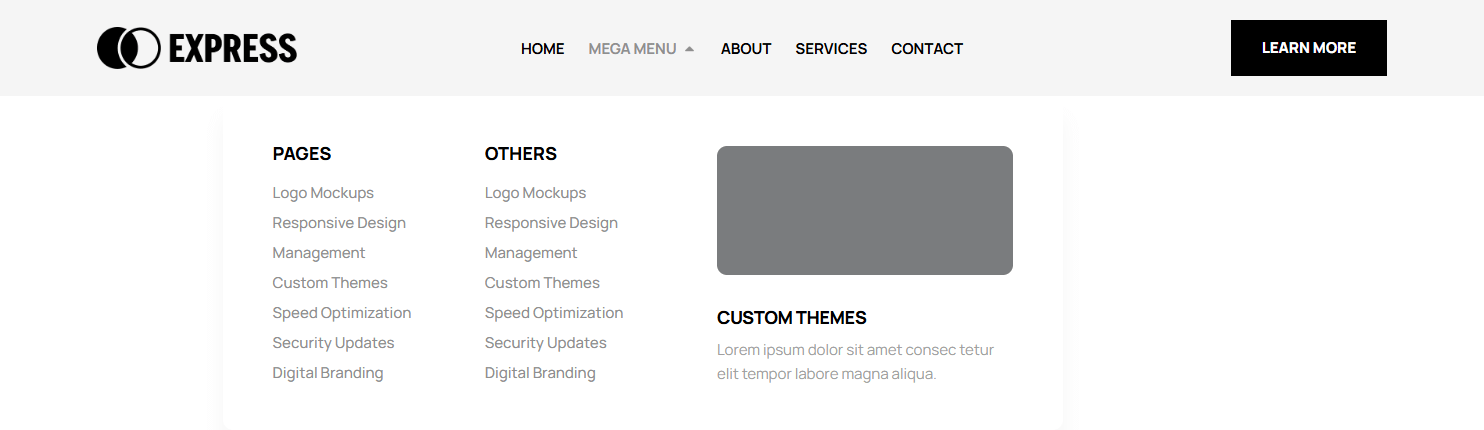 EXPRESS
HOME MEGA MENU ABOUT SERVICES CONTACT
LEARN MORE
PAGES
Logo Mockups
Responsive Design
Management
Custom Themes
Speed Optimization
Security Updates
Digital Branding
OTHERS
Logo Mockups
Responsive Design
Management
Custom Themes
Speed Optimization
Security Updates
Digital Branding
CUSTOM THEMES
Lorem ipsum dolor sit amet consec tetur
elit tempor labore magna aliqua.